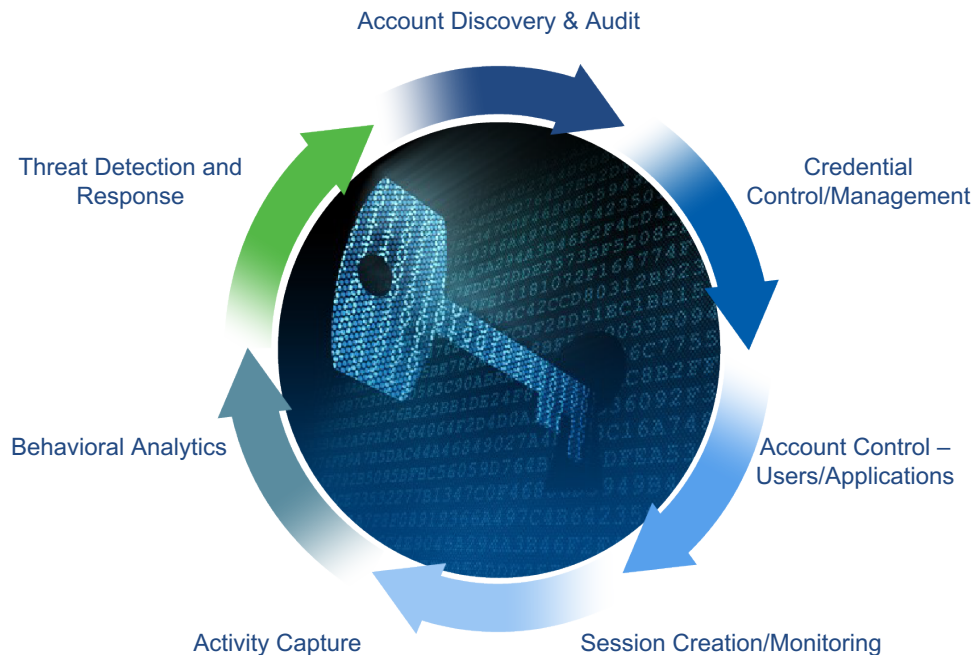 Account Discovery & Audit
Credential
Control/Management
Account Control –
Users/Applications
Session Creation/Monitoring
Activity Capture
Behavioral Analytics
Threat Detection and
Response